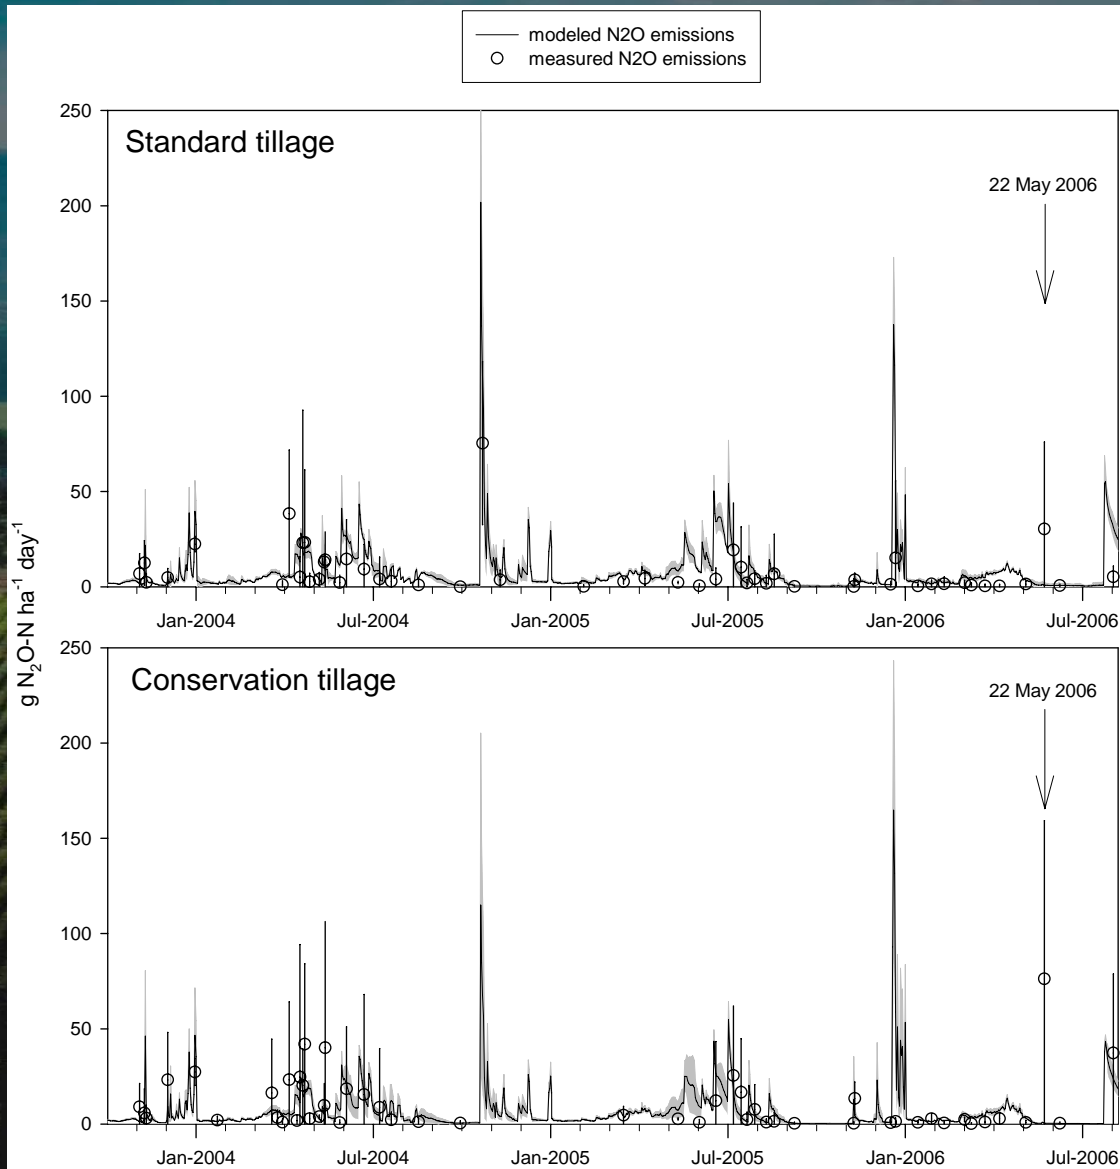 modeled N2O emissions
measured N2O emissions
g N₂O-N ha⁻¹ day⁻¹
250
Standard tillage
200
22 May 2006
150
100
50
0
Jan-2004 Jul-2004 Jan-2005 Jul-2005 Jan-2006 Jul-2006
250
Conservation tillage
22 May 2006
200
150
100
50
0
Jan-2004 Jul-2004 Jan-2005 Jul-2005 Jan-2006 Jul-2006